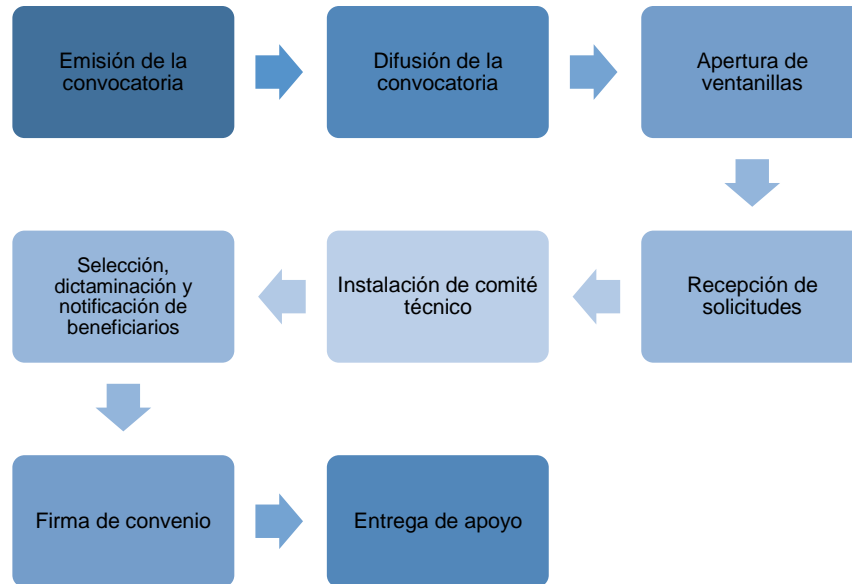 Emisión de la
convocatoria
Difusión de la
convocatoria
Apertura de
ventanillas
Recepción de
solicitudes
Instalación de comité
técnico
Selección,
dictaminación y
notificación de
beneficiarios
Firma de convenio
Entrega de apoyo